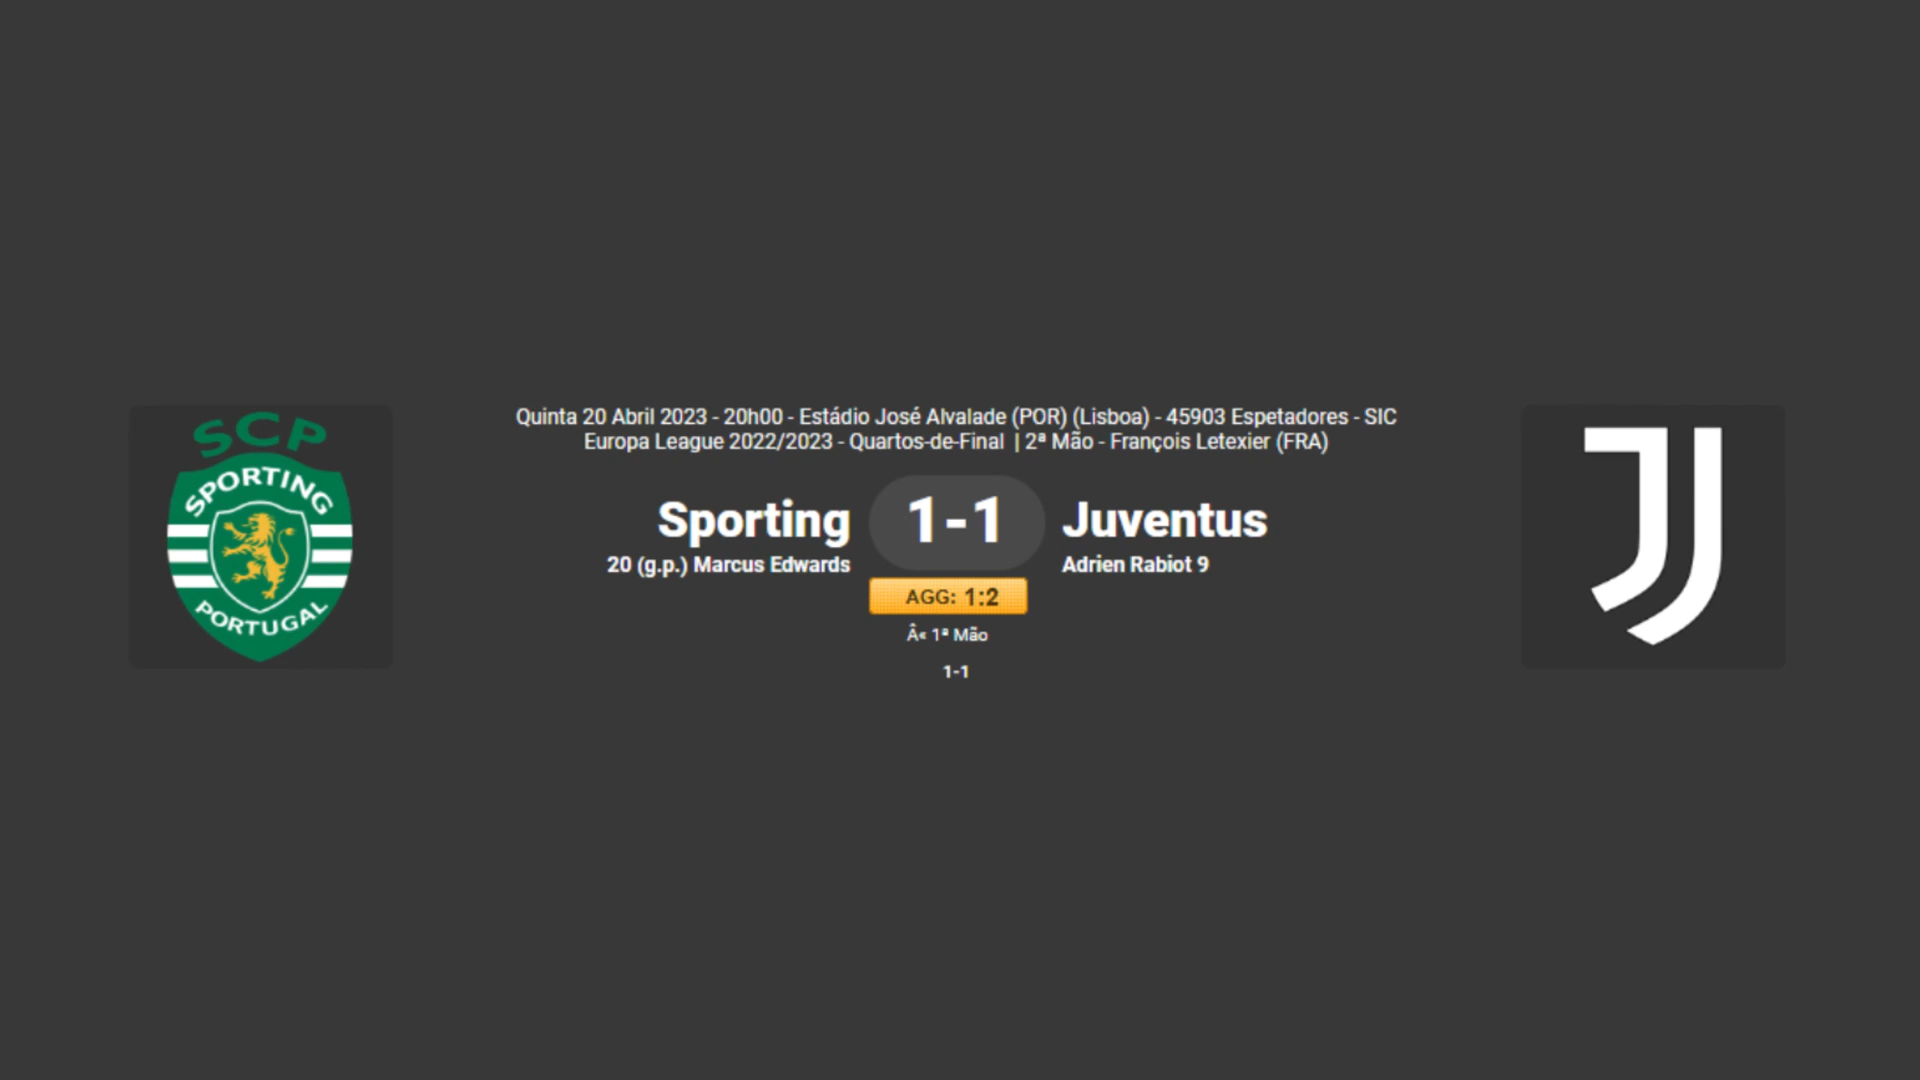 Quinta 20 Abril 2023 - 20h00 - Estádio José Alvalade (POR) (Lisboa) - 45903 Espetadores - SIC
Europa League 2022/2023 - Quartos-de-Final | 2ª Mão - François Letexier (FRA)
SCP
SPORTING
PORTUGAL
Sporting 1-1 Juventus
20 (g.p.) Marcus Edwards Adrien Rabiot 9
AGG: 1:2
Â« 1ª Mão
1-1